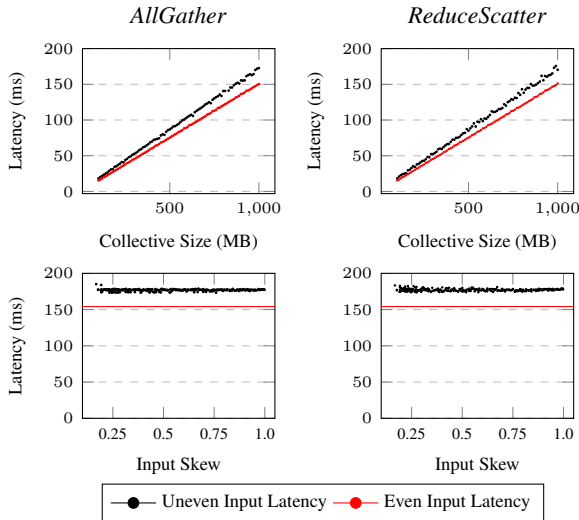 AllGather
ReduceScatter
Latency (ms)
200
150
100
50
0
500
1,000
Collective Size (MB)
Latency (ms)
200
150
100
50
0
500
1,000
Collective Size (MB)
Latency (ms)
200
150
100
50
0
0.25
0.5
0.75
1.0
Input Skew
Latency (ms)
200
150
100
50
0
0.25
0.5
0.75
1.0
Input Skew
Uneven Input Latency
Even Input Latency